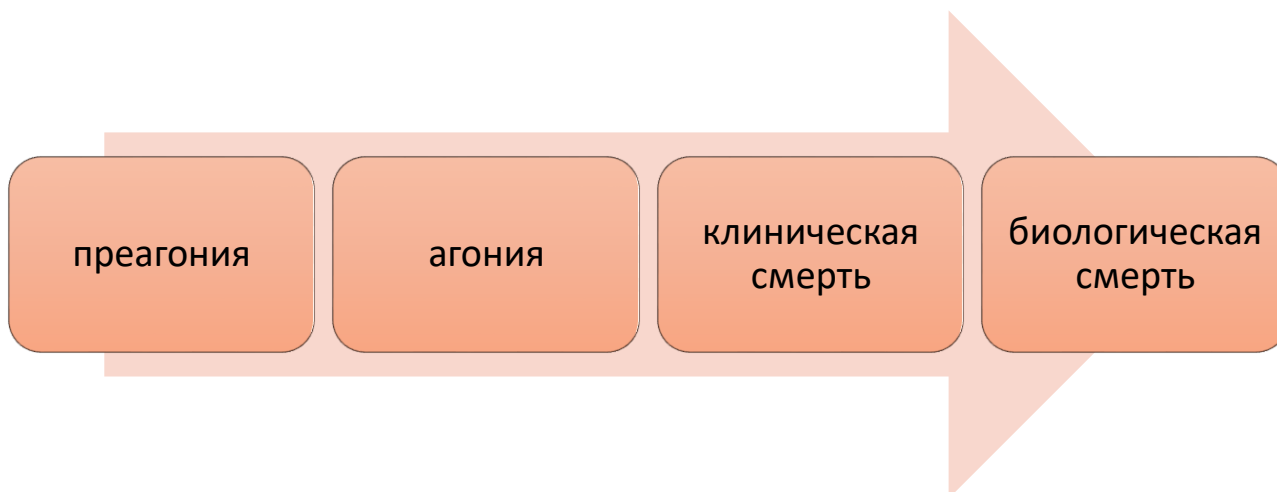 преагония
агония
клиническая
смерть
биологическая
смерть